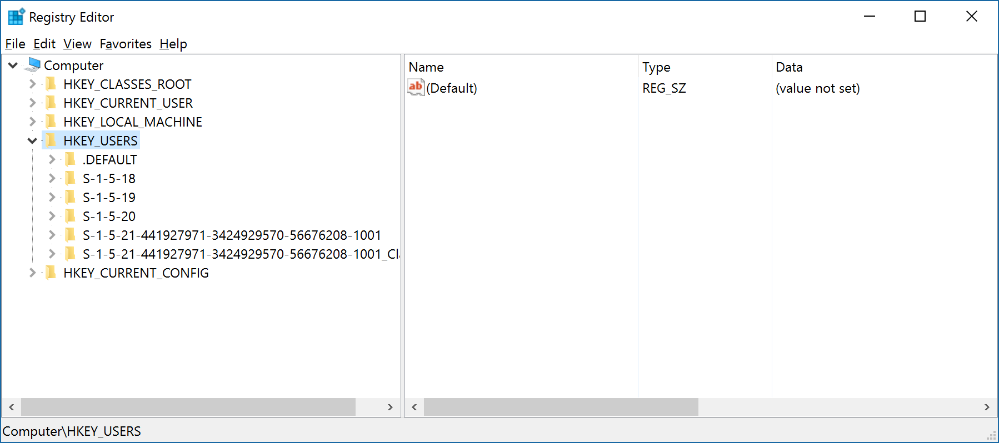 Registry Editor
File Edit View Favorites Help
Computer
HKEY_CLASSES_ROOT
HKEY_CURRENT_USER
HKEY_LOCAL_MACHINE
HKEY_USERS
.DEFAULT
S-1-5-18
S-1-5-19
S-1-5-20
S-1-5-21-441927971-3424929570-56676208-1001
S-1-5-21-441927971-3424929570-56676208-1001_Cla
HKEY_CURRENT_CONFIG
Name Type Data
ab (Default) REG_SZ (value not set)
Computer\HKEY_USERS